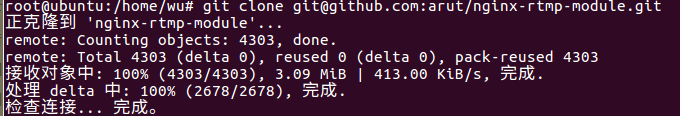 root@ubuntu:/home/wu# git clone git@github.com:arut/nginx-rtmp-module.git
正克隆到 'nginx-rtmp-module'...
remote: Counting objects: 4303, done.
remote: Total 4303 (delta 0), reused 0 (delta 0), pack-reused 4303
接收对象中: 100% (4303/4303), 3.09 MiB | 413.00 KiB/s, 完成.
处理 delta 中: 100% (2678/2678), 完成.
检查连接... 完成。